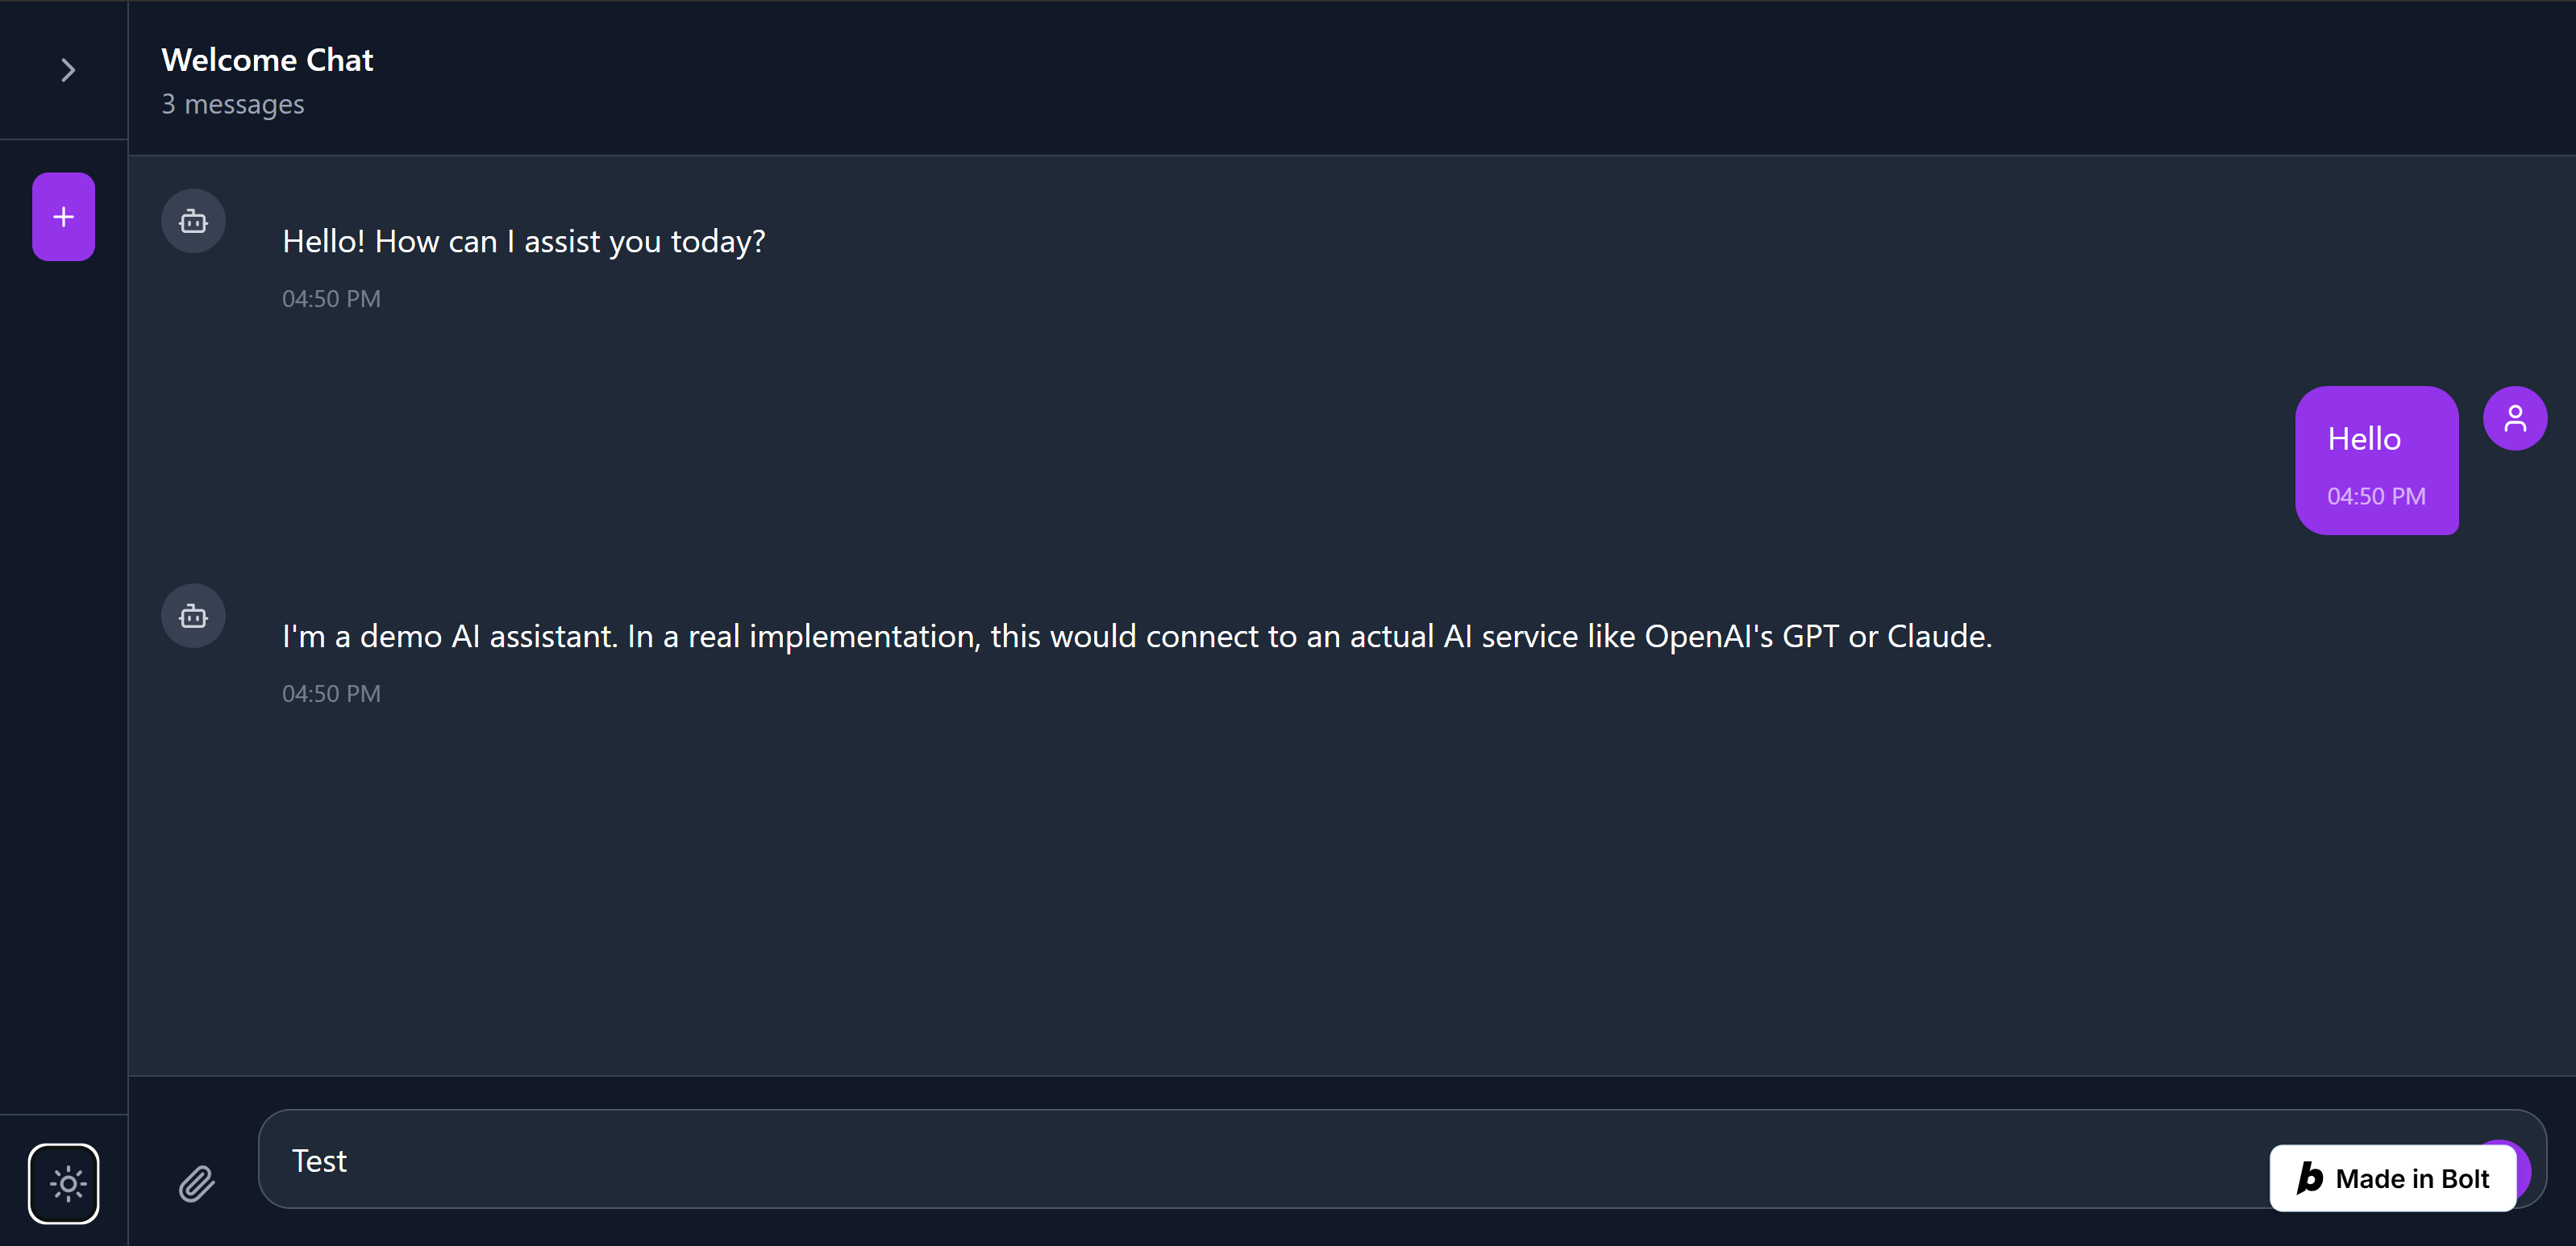 Welcome Chat
3 messages
Hello! How can I assist you today?
04:50 PM
Hello
04:50 PM
I'm a demo AI assistant. In a real implementation, this would connect to an actual AI service like OpenAI's GPT or Claude.
04:50 PM
Test
b Made in Bolt